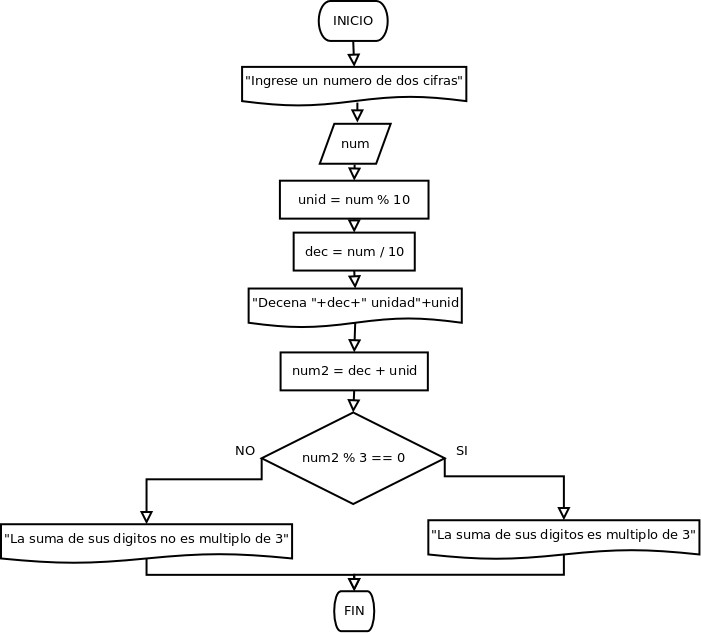 INICIO
"Ingrese un numero de dos cifras"
num
unid = num % 10
dec = num / 10
"Decena "+dec+" unidad"+unid
num2 = dec + unid
NO
num2 % 3 == 0
SI
"La suma de sus digitos no es multiplo de 3"
"La suma de sus digitos es multiplo de 3"
FIN